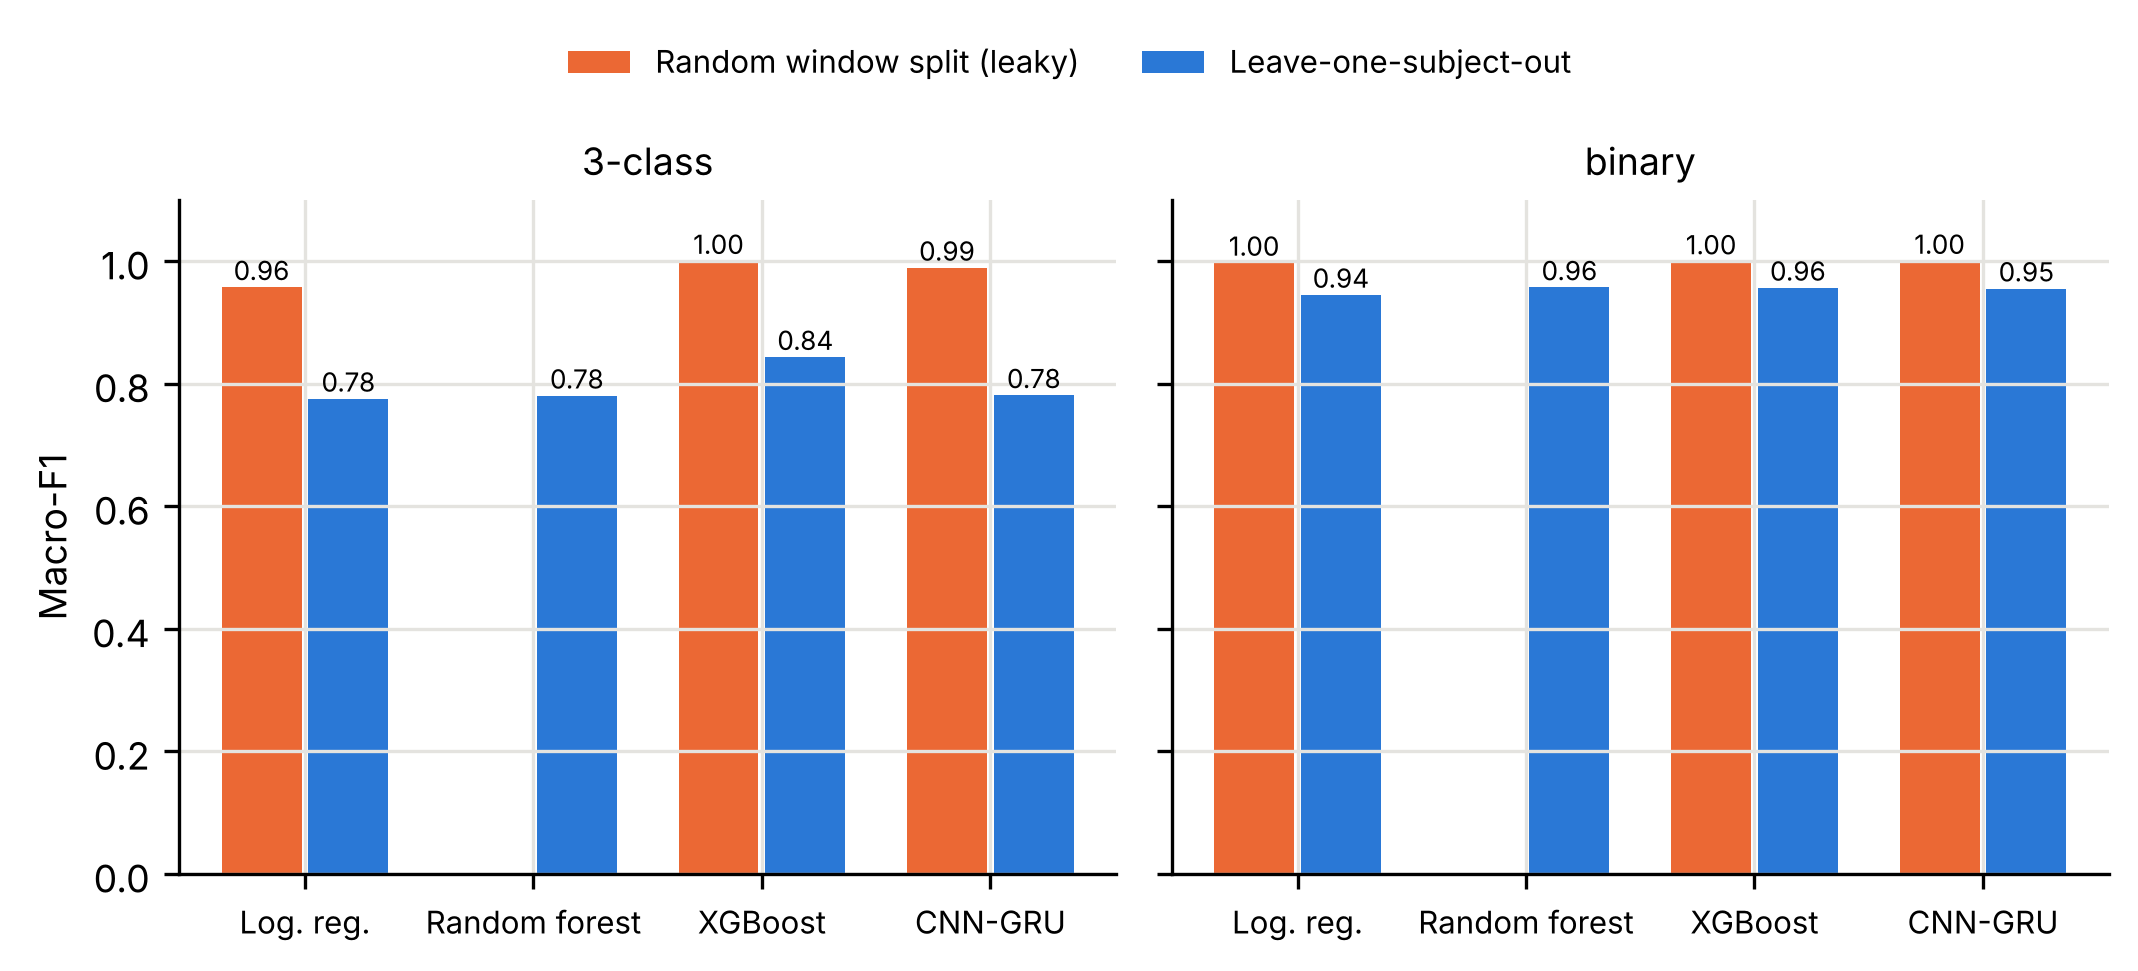 Random window split (leaky) Leave-one-subject-out
3-class
binary
Macro-F1
1.0
0.8
0.6
0.4
0.2
0.0
0.96 0.78 0.78 1.00 0.84 0.99 0.78
1.00 0.94 0.96 1.00 0.96 1.00 0.95
Log. reg. Random forest XGBoost CNN-GRU
Log. reg. Random forest XGBoost CNN-GRU